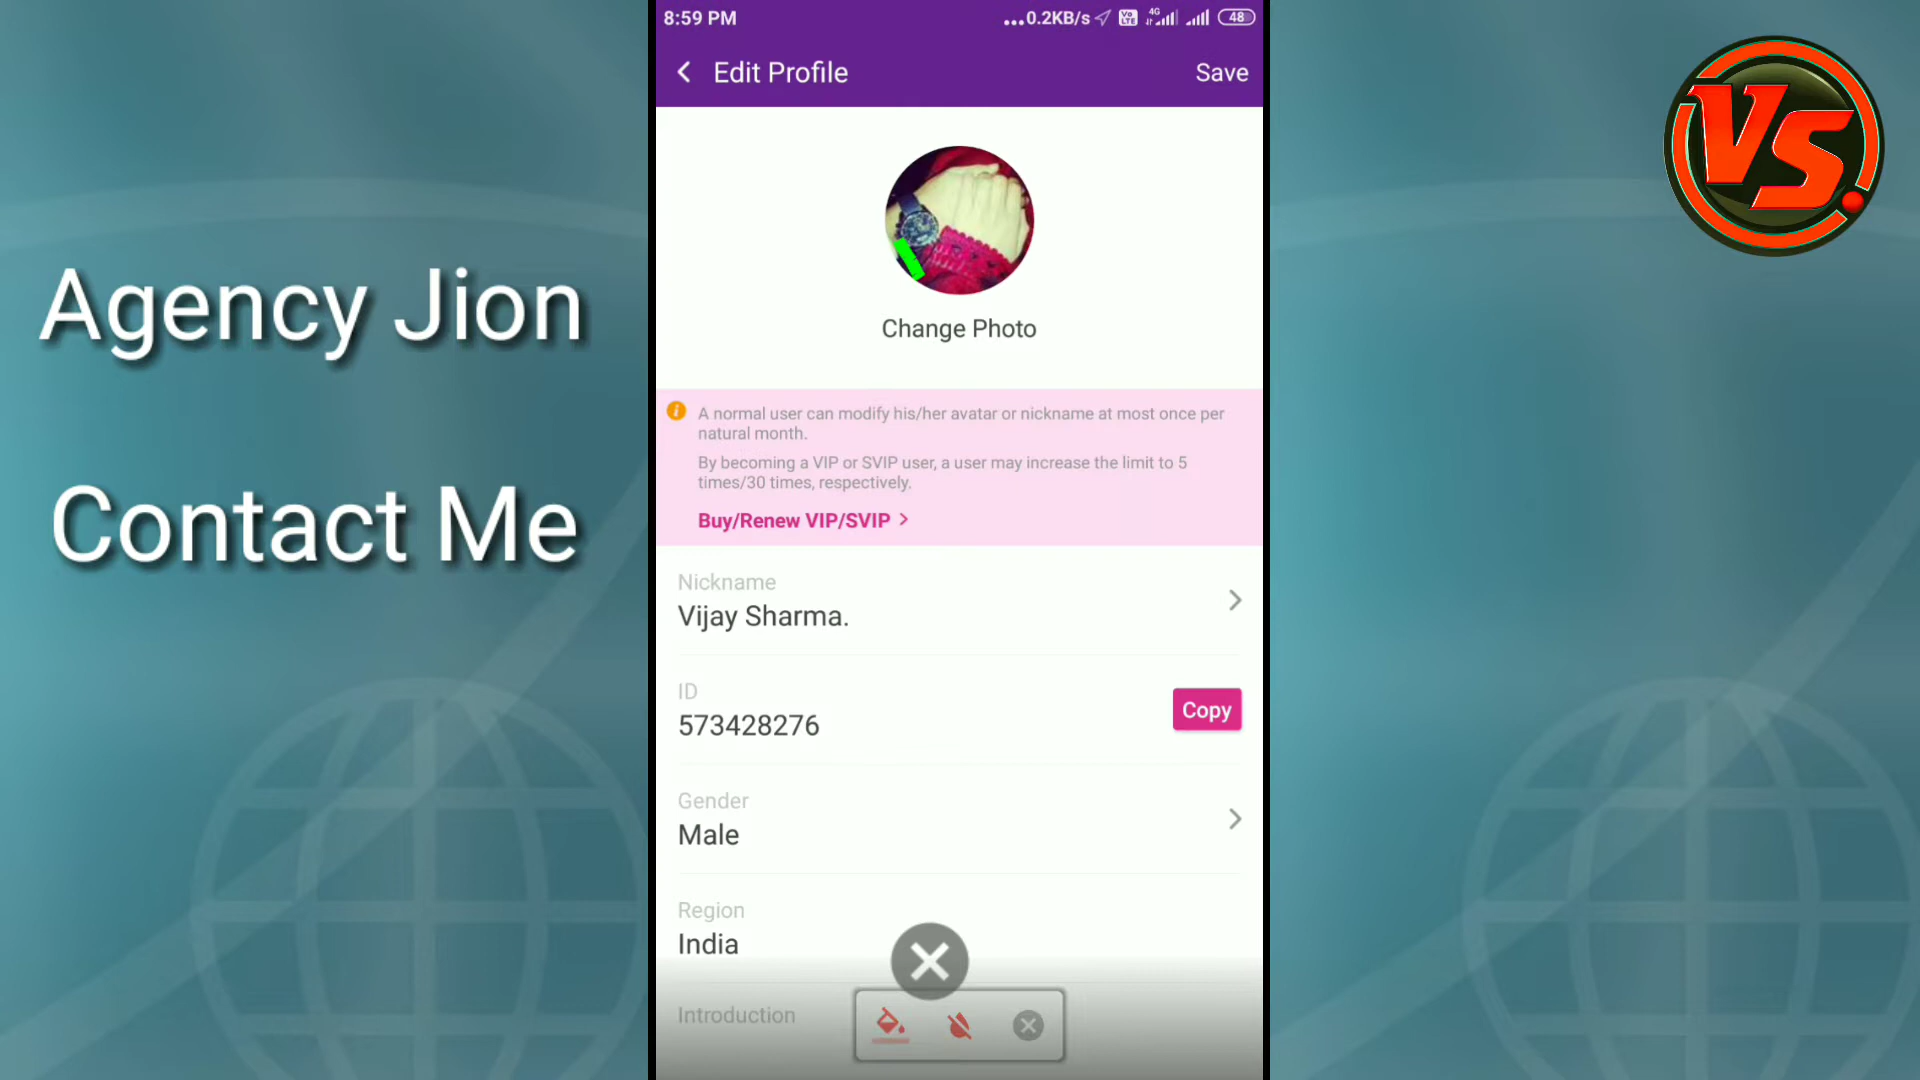 8:59 PM
...0.2KB/s
Vo LTE
4G
48
Edit Profile
Save
VS.
Change Photo
Agency Jion
Contact Me
A normal user can modify his/her avatar or nickname at most once per
natural month.
By becoming a VIP or SVIP user, a user may increase the limit to 5
times/30 times, respectively.
Buy/Renew VIP/SVIP >
Nickname
Vijay Sharma.
ID
573428276
Copy
Gender
Male
Region
India
Introduction